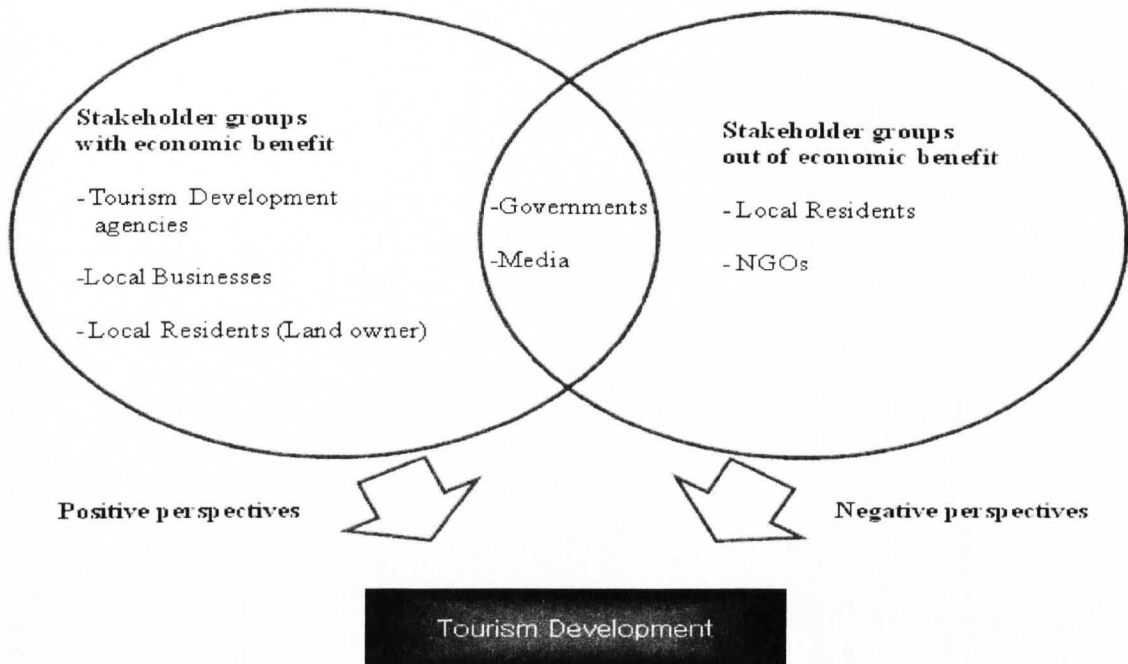 Stakeholder groups
with economic benefit
-Tourism Development
agencies
-Local Businesses
-Local Residents (Land owner)
-Governments
-Media
Stakeholder groups
out of economic benefit
-Local Residents
-NGOs
Positive perspectives
Negative perspectives
Tourism Development